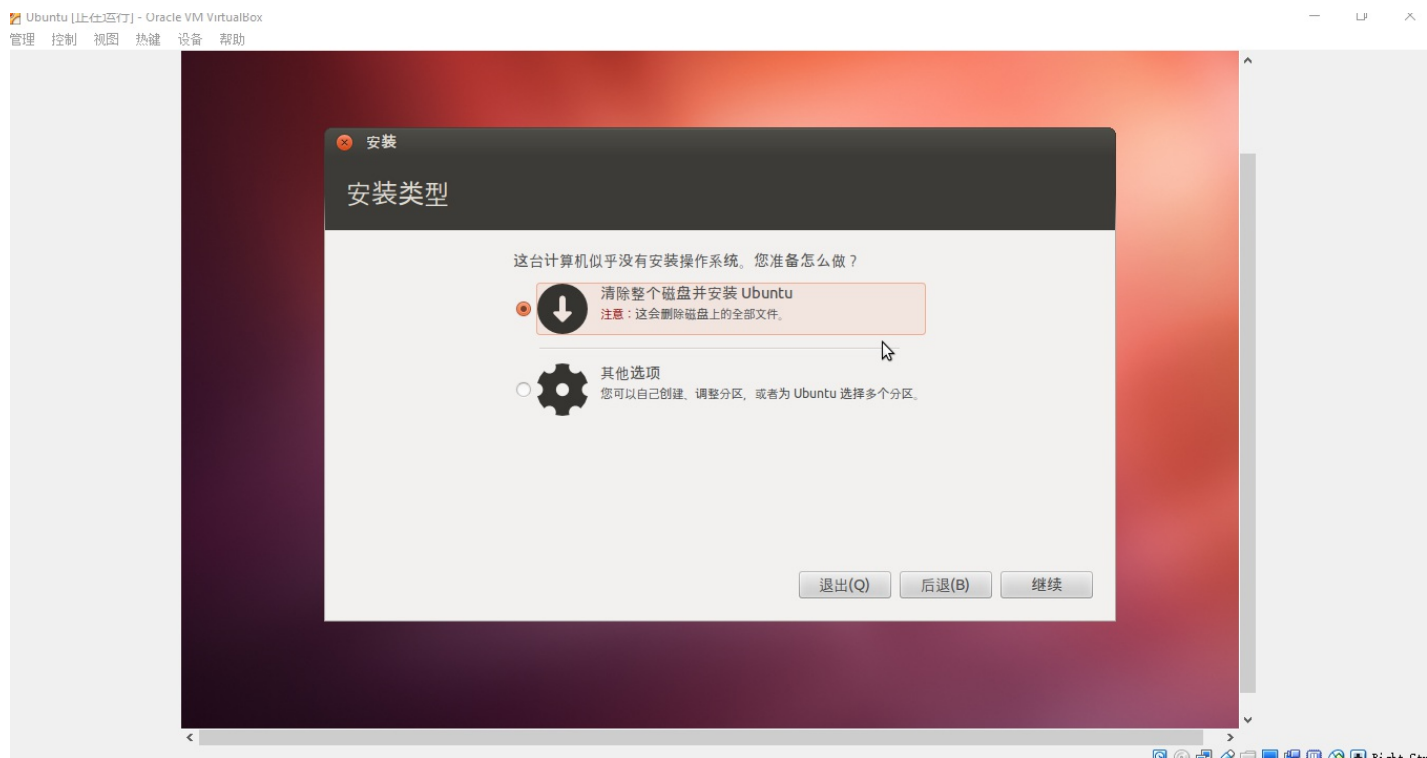 Ubuntu [正在运行] - Oracle VM VirtualBox
管理 控制 视图 热键 设备 帮助
安装
安装类型
这台计算机似乎没有安装操作系统。您准备怎么做？
清除整个磁盘并安装 Ubuntu
注意：这会删除磁盘上的全部文件。
其他选项
您可以自己创建、调整分区，或者为 Ubuntu 选择多个分区。
退出(Q) 后退(B) 继续
Right